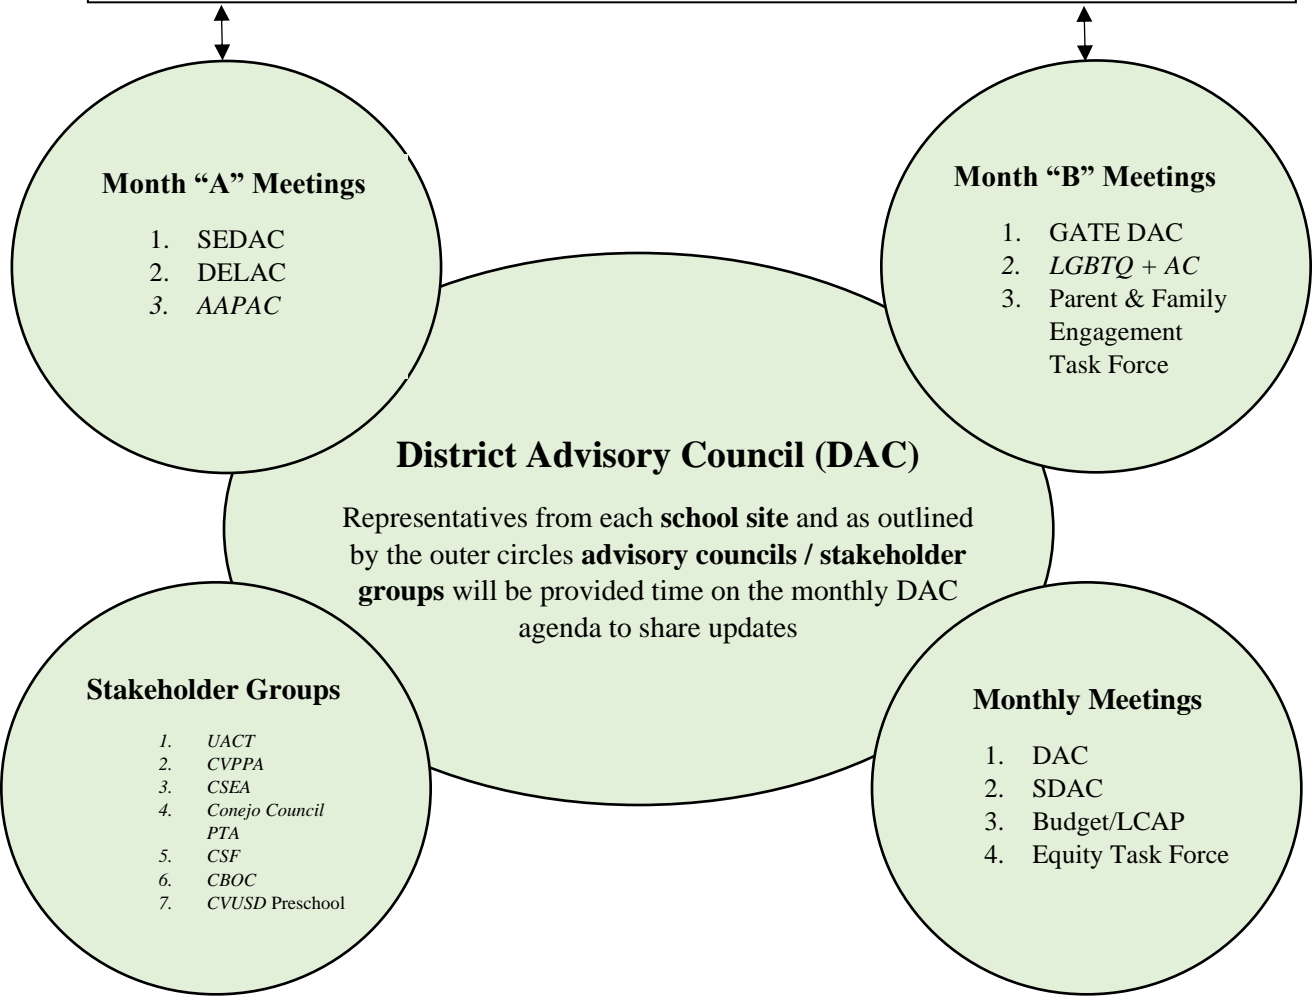 Month “A” Meetings
1. SEDAC
2. DELAC
3. AAPAC
Month “B” Meetings
1. GATE DAC
2. LGBTQ + AC
3. Parent & Family
Engagement
Task Force
District Advisory Council (DAC)
Representatives from each school site and as outlined
by the outer circles advisory councils / stakeholder
groups will be provided time on the monthly DAC
agenda to share updates
Stakeholder Groups
1. UACT
2. CVPPA
3. CSEA
4. Conejo Council
PTA
5. CSF
6. CBOC
7. CVUSD Preschool
Monthly Meetings
1. DAC
2. SDAC
3. Budget/LCAP
4. Equity Task Force